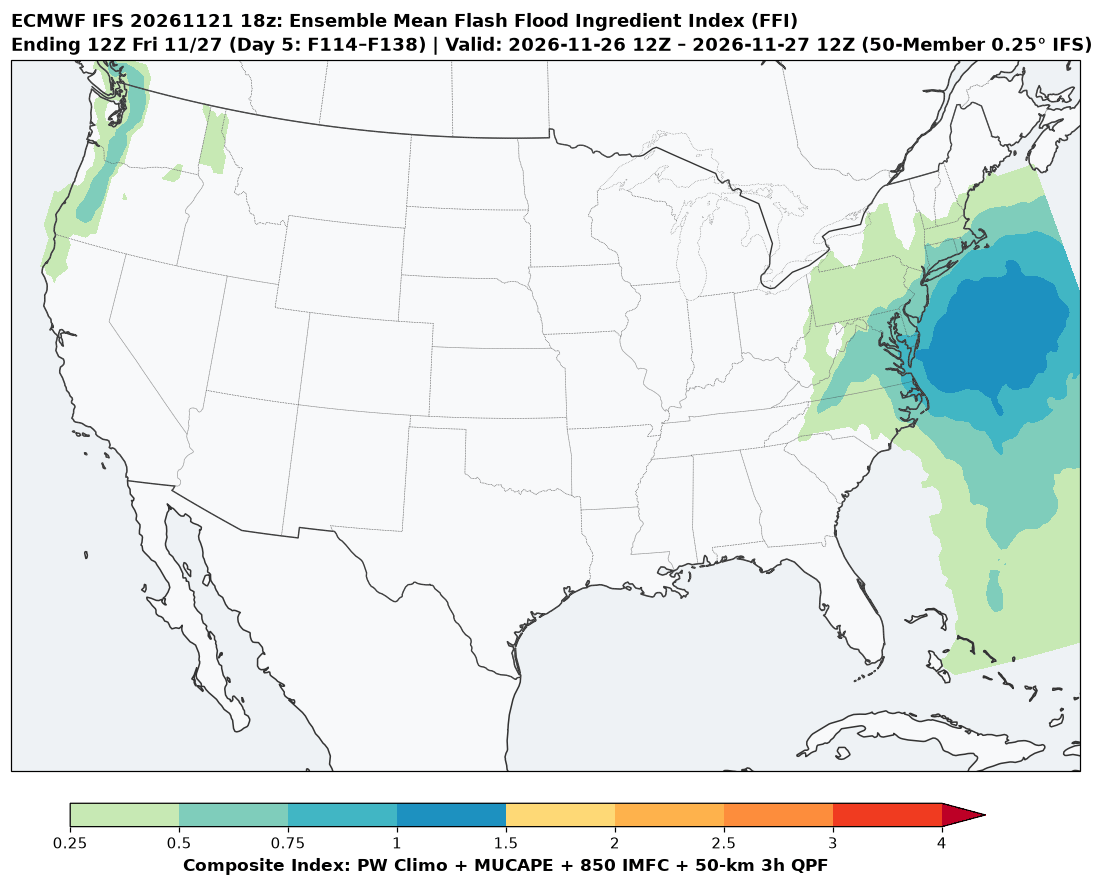 ECMWF IFS 20261121 18z: Ensemble Mean Flash Flood Ingredient Index (FFI)
Ending 12Z Fri 11/27 (Day 5: F114–F138) | Valid: 2026-11-26 12Z – 2026-11-27 12Z (50-Member 0.25° IFS)
0.25 0.5 0.75 1 1.5 2 2.5 3 4
Composite Index: PW Climo + MUCAPE + 850 IMFC + 50-km 3h QPF